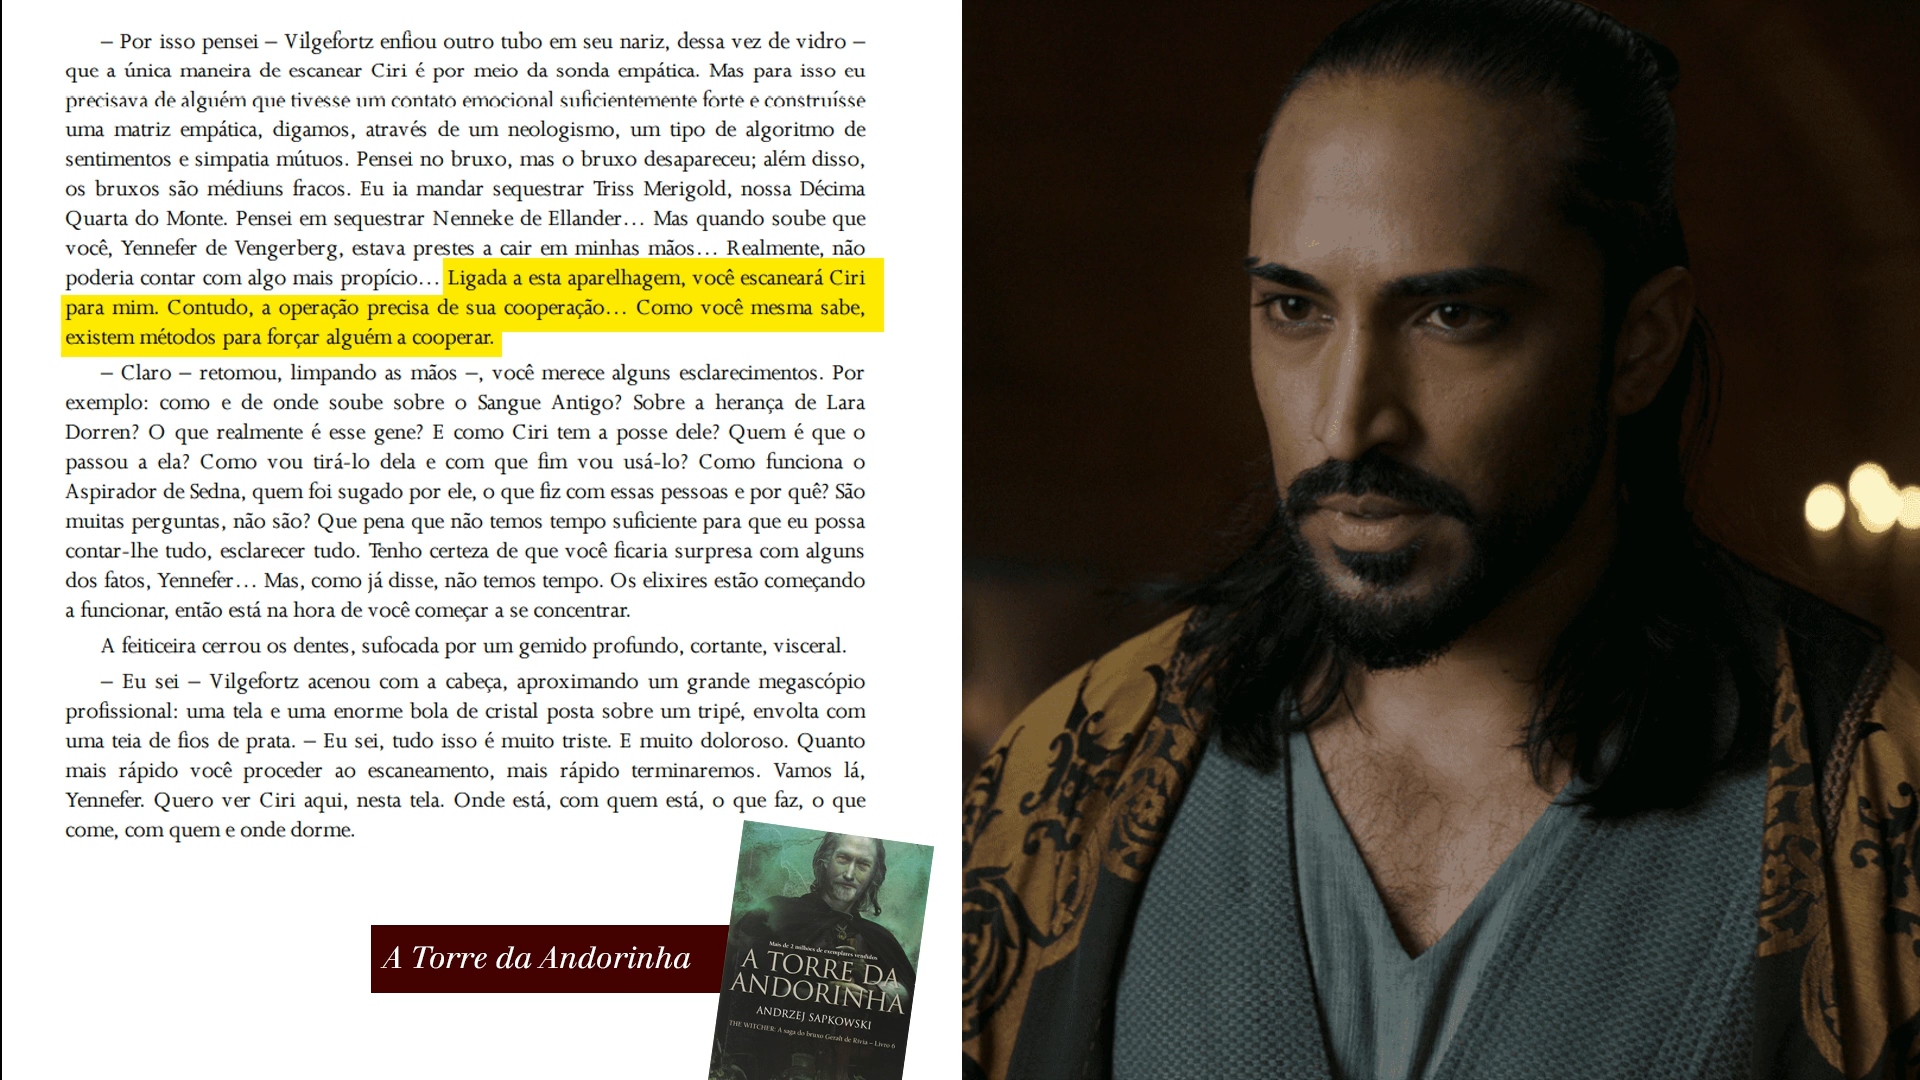 – Por isso pensei – Vilgefortz enfiou outro tubo em seu nariz, dessa vez de vidro –
que a única maneira de escanear Ciri é por meio da sonda empática. Mas para isso eu
precisava de alguém que tivesse um contato emocional suficientemente forte e construísse
uma matriz empática, digamos, através de um neologismo, um tipo de algoritmo de
sentimentos e simpatia mútuos. Pensei no bruxo, mas o bruxo desapareceu; além disso,
os bruxos são médiuns fracos. Eu ia mandar sequestrar Triss Merigold, nossa Décima
Quarta do Monte. Pensei em sequestrar Nenneke de Ellander… Mas quando soube que
você, Yennefer de Vengerberg, estava prestes a cair em minhas mãos… Realmente, não
poderia contar com algo mais propício… Ligada a esta aparelhagem, você escaneará Ciri
para mim. Contudo, a operação precisa de sua cooperação… Como você mesma sabe,
existem métodos para forçar alguém a cooperar.
– Claro – retomou, limpando as mãos –, você merece alguns esclarecimentos. Por
exemplo: como e de onde soube sobre o Sangue Antigo? Sobre a herança de Lara
Dorren? O que realmente é esse gene? E como Ciri tem a posse dele? Quem é que o
passou a ela? Como vou tirá-lo dela e com que fim vou usá-lo? Como funciona o
Aspirador de Sedna, quem foi sugado por ele, o que fiz com essas pessoas e por quê? São
muitas perguntas, não são? Que pena que não temos tempo suficiente para que eu possa
contar-lhe tudo, esclarecer tudo. Tenho certeza de que você ficaria surpresa com alguns
dos fatos, Yennefer… Mas, como já disse, não temos tempo. Os elixires estão começando
a funcionar, então está na hora de você começar a se concentrar.
A feiticeira cerrou os dentes, sufocada por um gemido profundo, cortante, visceral.
– Eu sei – Vilgefortz acenou com a cabeça, aproximando um grande megascópio
profissional: uma tela e uma enorme bola de cristal posta sobre um tripé, envolta com
uma teia de fios de prata. – Eu sei, tudo isso é muito triste. E muito doloroso. Quanto
mais rápido você proceder ao escaneamento, mais rápido terminaremos. Vamos lá,
Yennefer. Quero ver Ciri aqui, nesta tela. Onde está, com quem está, o que faz, o que
come, com quem e onde dorme.
A Torre da Andorinha
Mais de 2 milhões de exemplares vendidos
A TORRE DA
ANDORINHA
ANDRZEJ SAPKOWSKI
THE WITCHER: A saga do bruxo Geralt de Rívia – Livro 6